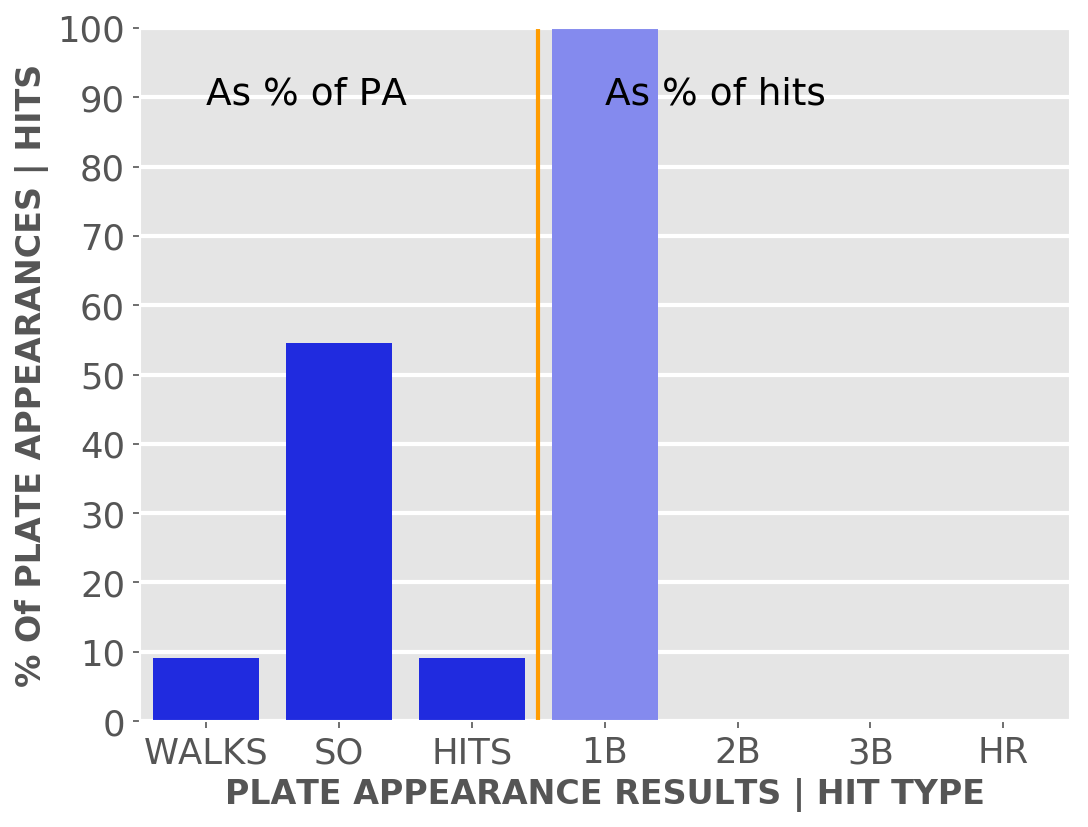 % Of PLATE APPEARANCES | HITS
100
90
80
70
60
50
40
30
20
10
0
As % of PA
As % of hits
WALKS SO HITS 1B 2B 3B HR
PLATE APPEARANCE RESULTS | HIT TYPE